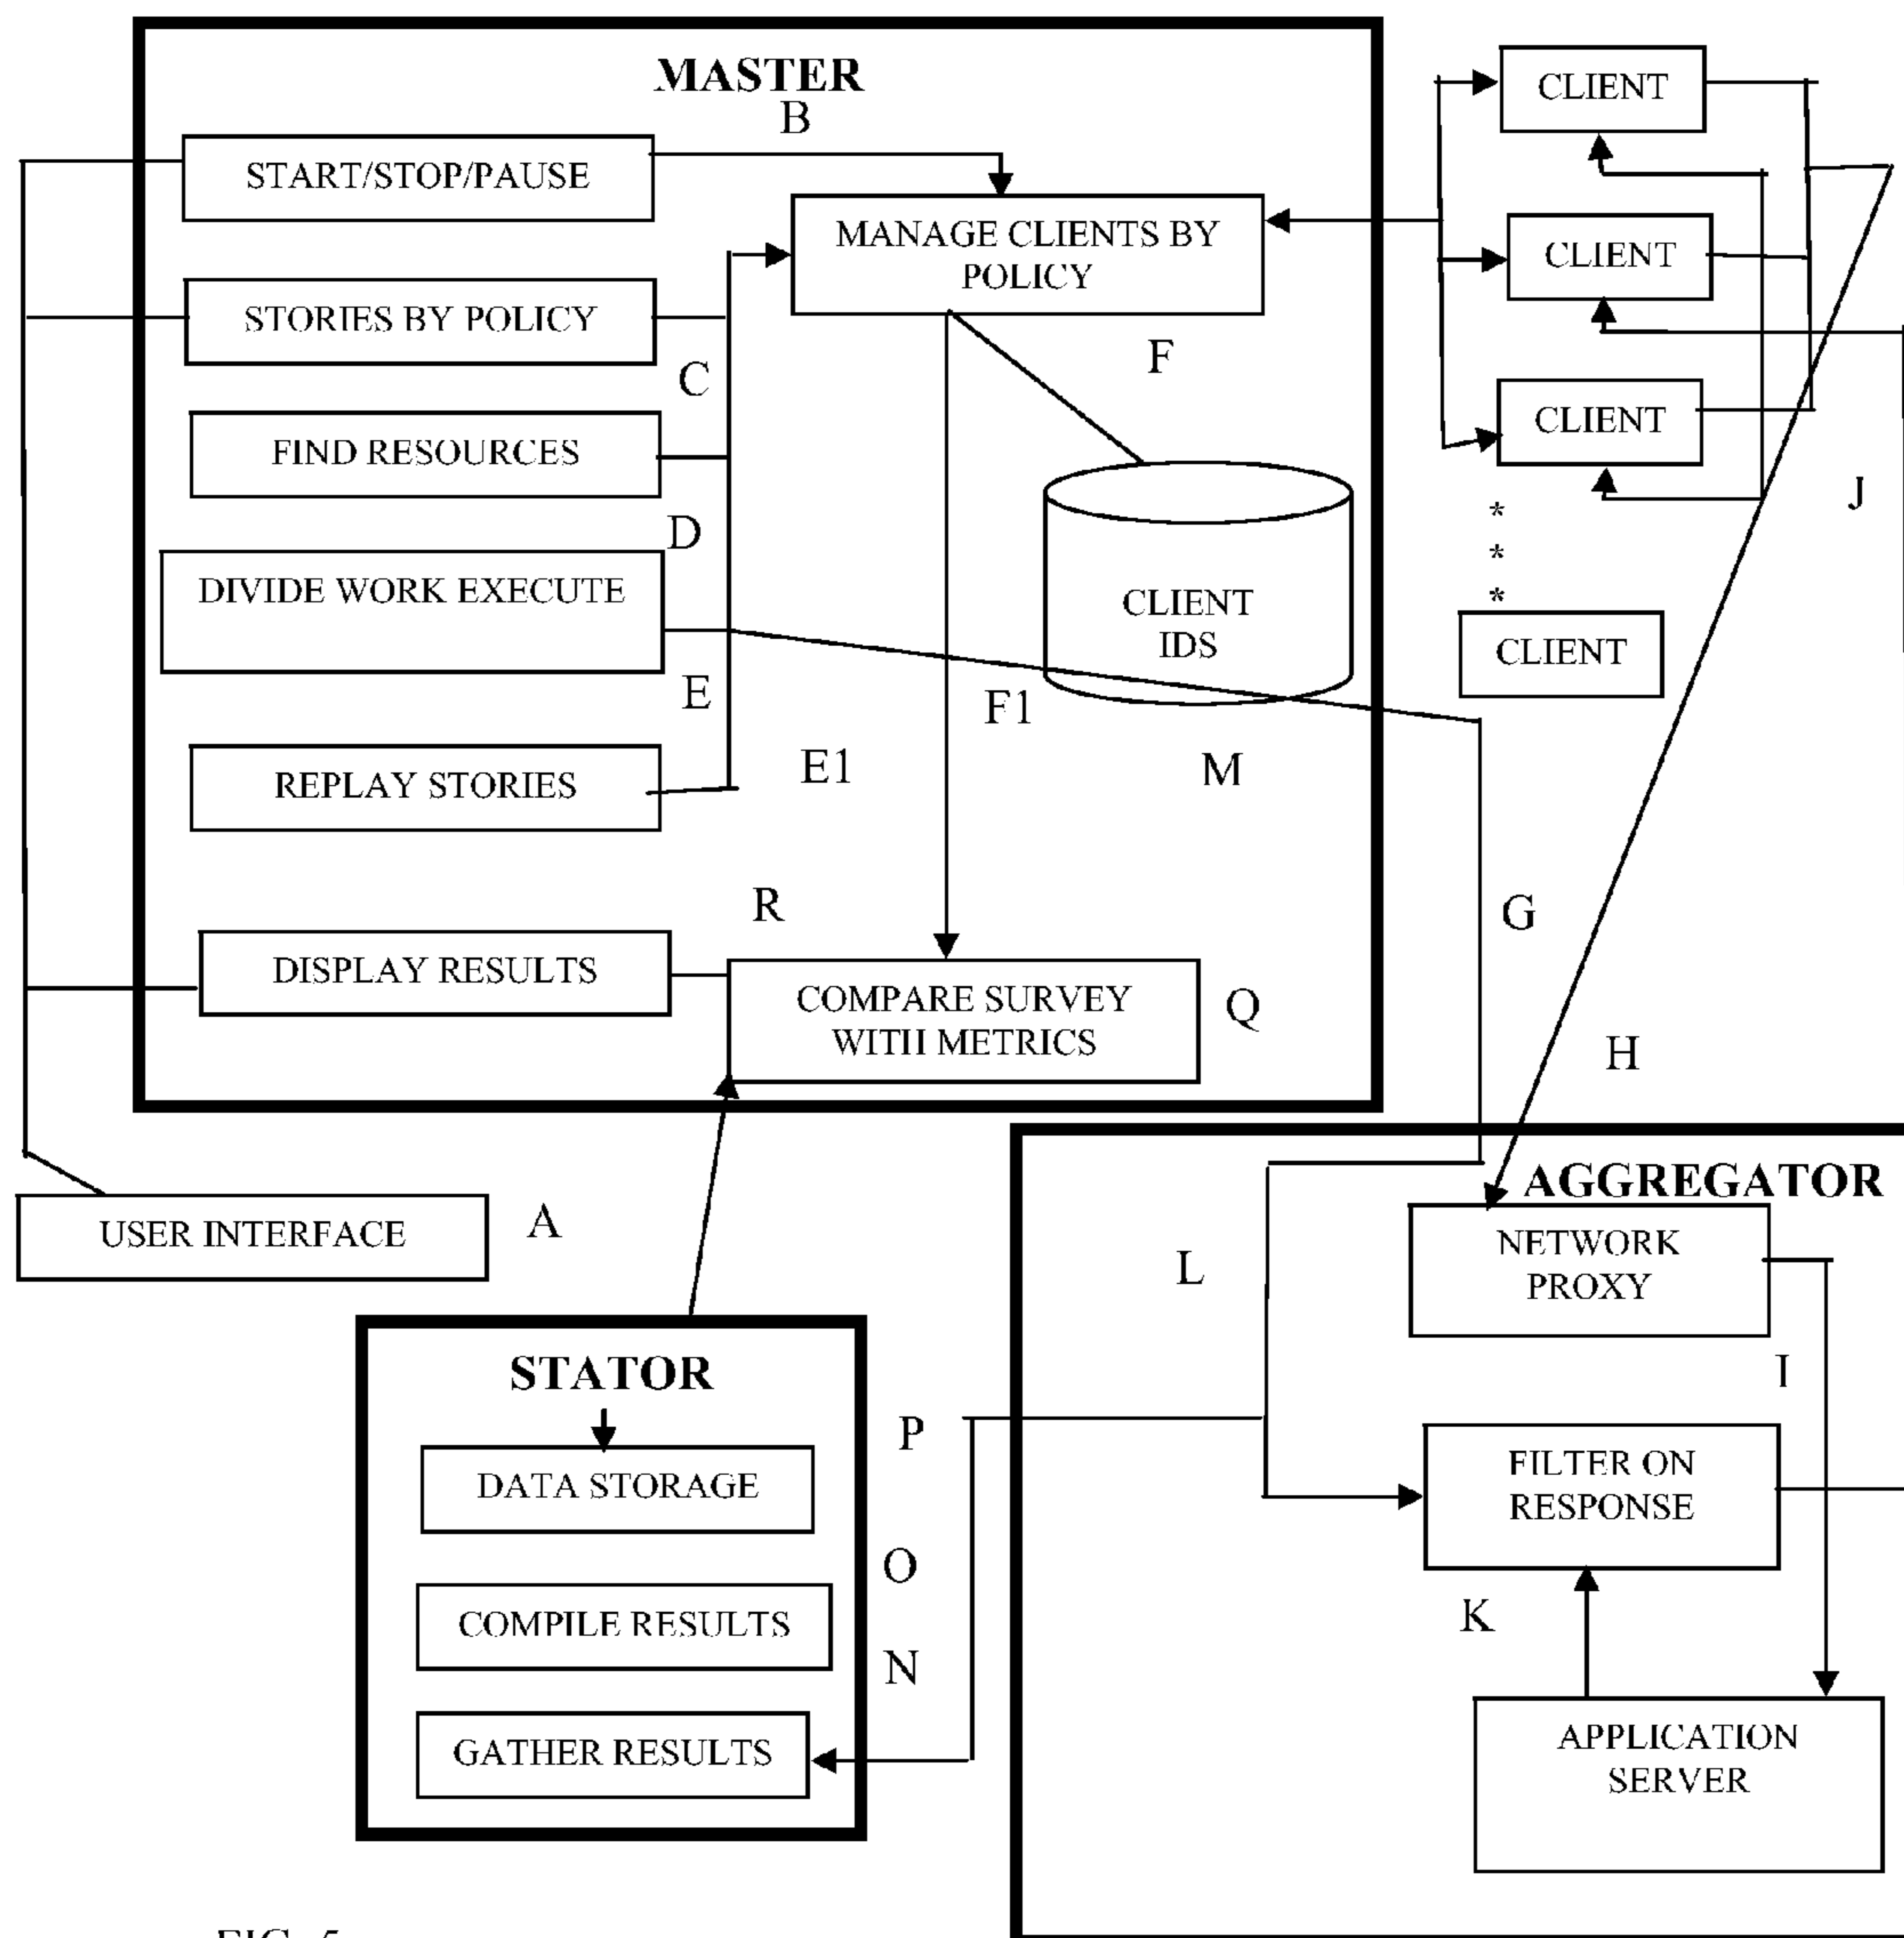 MASTER
B
START/STOP/PAUSE
MANAGE CLIENTS BY
POLICY
STORIES BY POLICY
C
F
FIND RESOURCES
D
DIVIDE WORK EXECUTE
CLIENT
IDS
E
F1
E1
M
REPLAY STORIES
R
DISPLAY RESULTS
COMPARE SURVEY
WITH METRICS
Q
CLIENT
CLIENT
CLIENT
J
*
*
*
CLIENT
G
H
USER INTERFACE
A
AGGREGATOR
L
NETWORK
PROXY
I
STATOR
P
DATA STORAGE
FILTER ON
RESPONSE
O
COMPILE RESULTS
K
N
GATHER RESULTS
APPLICATION
SERVER
FIG. 5